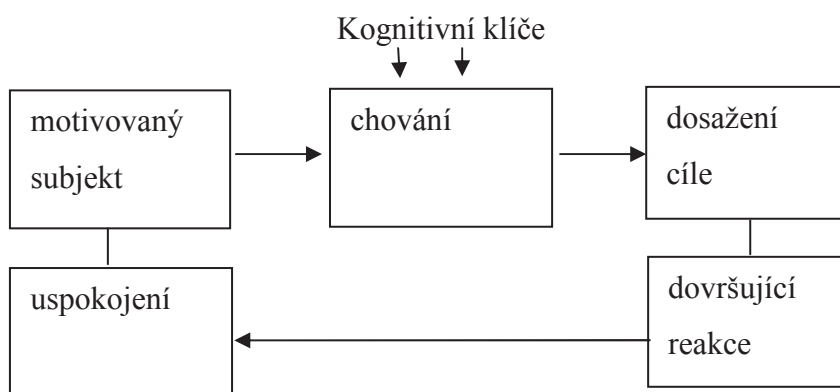 Kognitivní klíče
motivovaný
subjekt
chování
dosažení
cíle
uspokojení
dovršující
reakce